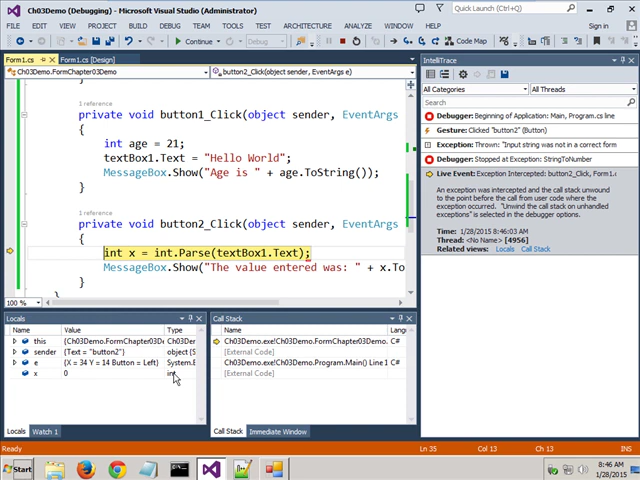 Ch03Demo (Debugging) - Microsoft Visual Studio (Administrator)
Quick Launch (Ctrl+Q)
FILE EDIT VIEW PROJECT BUILD DEBUG TEAM TOOLS TEST ARCHITECTURE ANALYZE WINDOW HELP Sign in
Continue Debug Code Map
Form1.cs Form1.cs [Design]
Ch03Demo.FormChapter03Demo button2_Click(object sender, EventArgs e)
}
1 reference
private void button1_Click(object sender, EventArgs
{
int age = 21;
textBox1.Text = "Hello World";
MessageBox.Show("Age is " + age.ToString());
}
1 reference
private void button2_Click(object sender, EventArgs
{
int x = int.Parse(textBox1.Text);
MessageBox.Show("The value entered was: " + x.To
}
100 %
IntelliTrace
All Categories All Threads
Search
Debugger: Beginning of Application: Main, Program.cs line
Gesture: Clicked "button2" (Button)
Exception: Thrown: "Input string was not in a correct form
Debugger: Stopped at Exception: StringToNumber
Live Event: Exception Intercepted: button2_Click, Form1.c
An exception was intercepted and the call stack unwound
to the point before the call from user code where the
exception occurred. "Unwind the call stack on unhandled
exceptions" is selected in the debugger options.
Time: 1/28/2015 8:46:03 AM
Thread: <No Name> [4956]
Related views: Locals Call Stack
Locals
Name Value Type
this {Ch03Demo.FormChapter03De Ch03D
sender {Text = "button2"} object {S
e {X = 34 Y = 14 Button = Left} System.E
x 0 int
Locals Watch 1
Call Stack
Name Lang
Ch03Demo.exe!Ch03Demo.FormChapter03De C#
[External Code]
Ch03Demo.exe!Ch03Demo.Program.Main() Line 1 C#
[External Code]
Call Stack Immediate Window
Ready Ln 35 Col 13 Ch 13 INS
Start
8:46 AM
1/28/2015